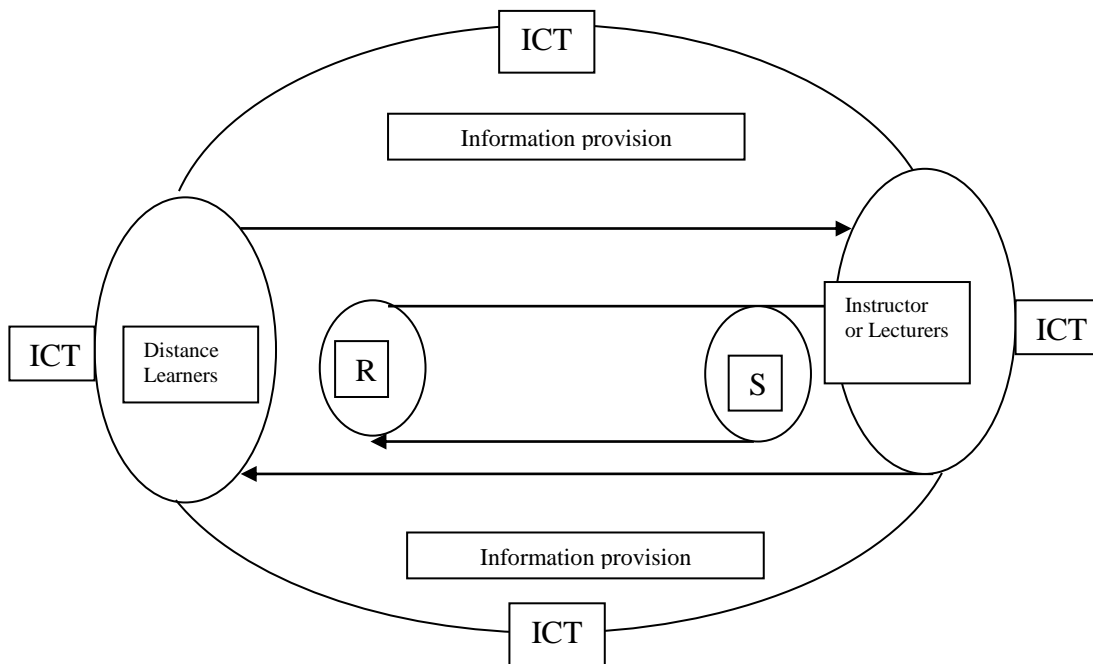 ICT
Information provision
Instructor
or Lecturers
ICT
ICT
Distance
Learners
R
S
Information provision
ICT